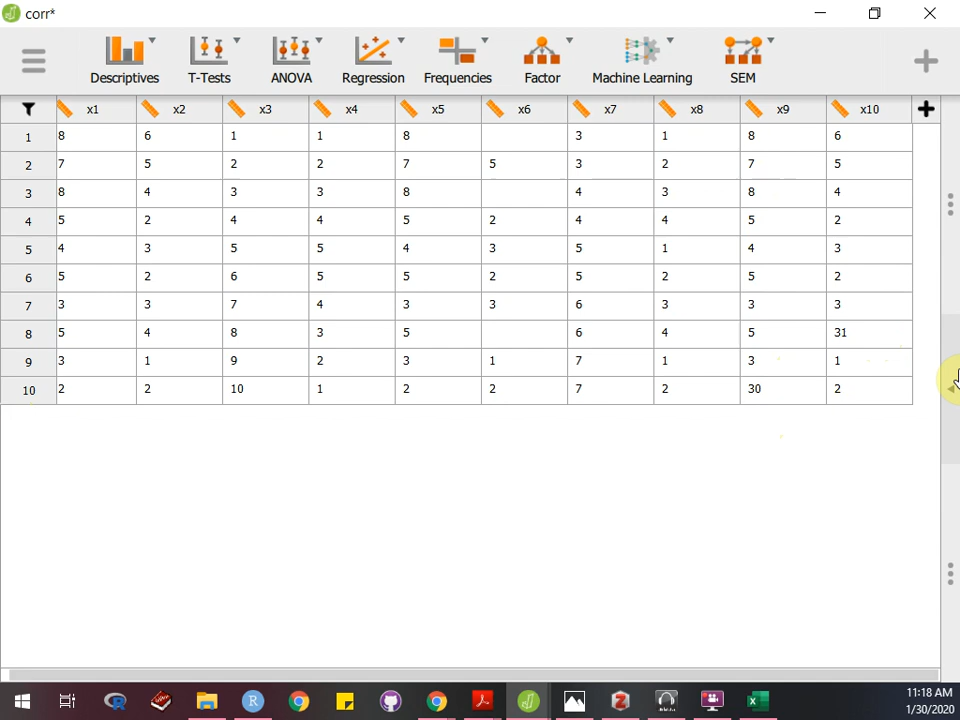 corr*
Descriptives T-Tests ANOVA Regression Frequencies Factor Machine Learning SEM
x1 x2 x3 x4 x5 x6 x7 x8 x9 x10
1 8 6 1 1 8 3 1 8 6
2 7 5 2 2 7 5 3 2 7 5
3 8 4 3 3 8 4 3 8 4
4 5 2 4 4 5 2 4 4 5 2
5 4 3 5 5 4 3 5 1 4 3
6 5 2 6 5 5 2 5 2 5 2
7 3 3 7 4 3 3 6 3 3 3
8 5 4 8 3 5 6 4 5 31
9 3 1 9 2 3 1 7 1 3 1
10 2 2 10 1 2 2 7 2 30 2
11:18 AM
1/30/2020